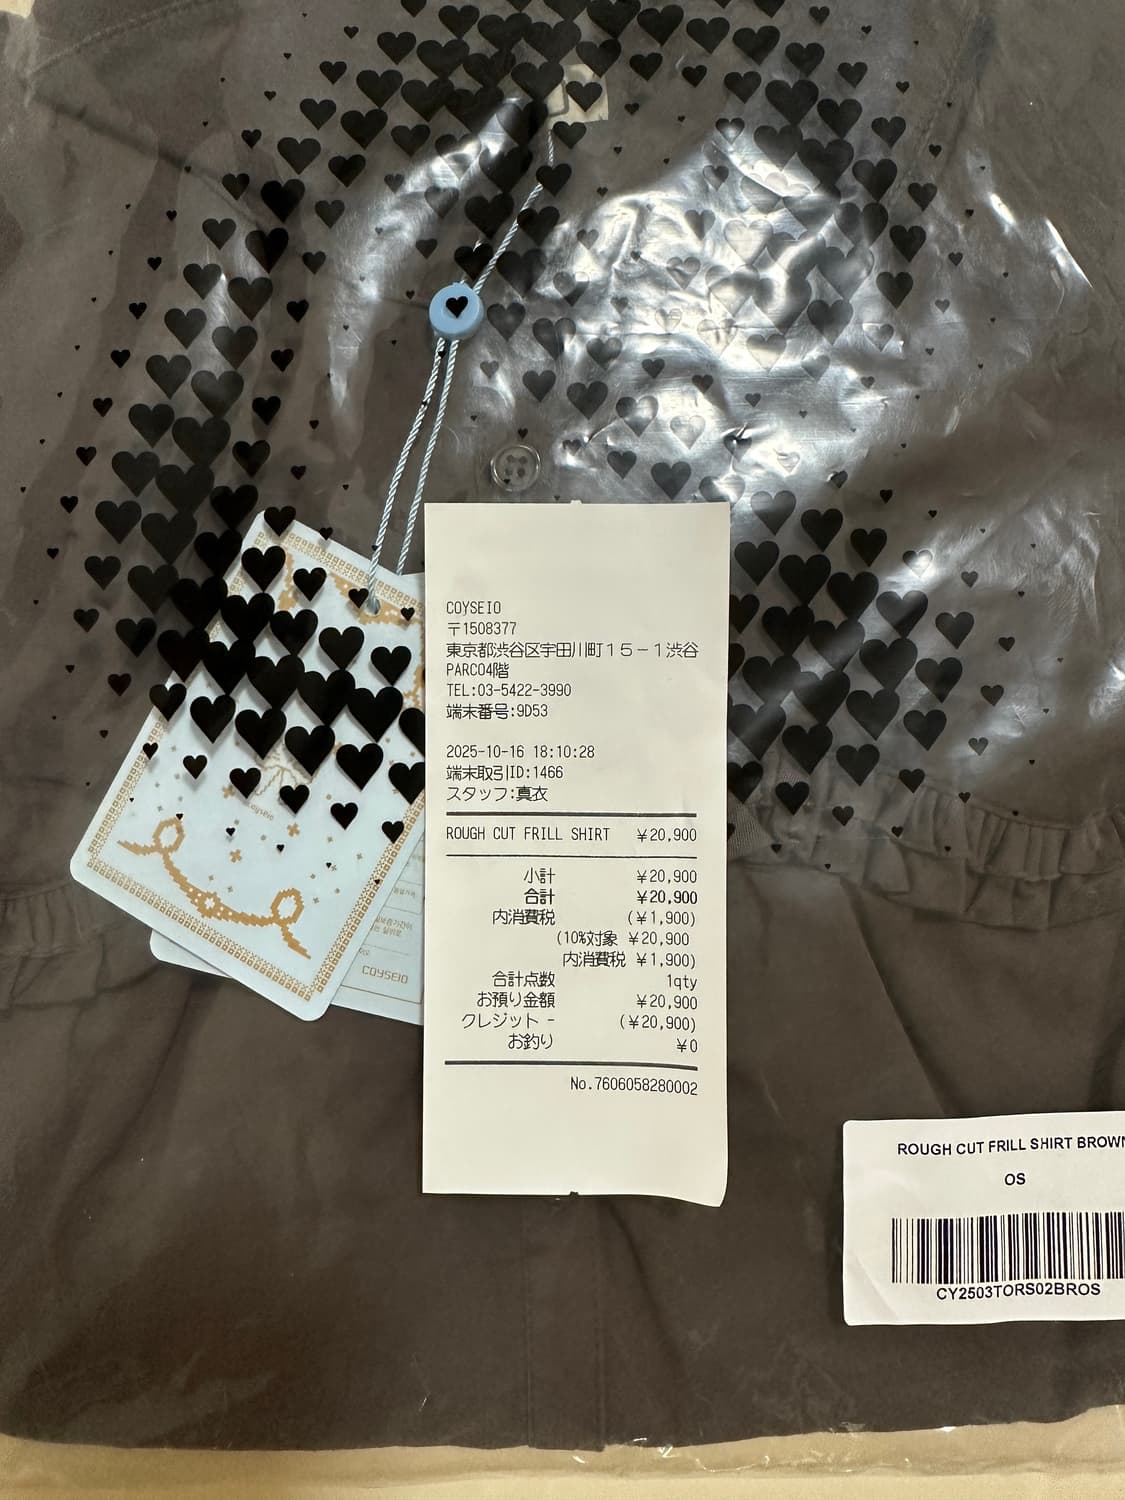 COYSEIO
〒1508377
東京都渋谷区宇田川町１５－１渋谷
PARCO4階
TEL:03-5422-3990
端末番号:9D53
2025-10-16 18:10:28
端末取引ID:1466
スタッフ:真衣
ROUGH CUT FRILL SHIRT ￥20,900
小計 ￥20,900
合計 ￥20,900
内消費税 (￥1,900)
(10%対象 ￥20,900
内消費税 ￥1,900)
合計点数 1qty
お預り金額 ￥20,900
クレジット - (￥20,900)
お釣り ￥0
No.7606058280002
coyseio
COYSEIO
ROUGH CUT FRILL SHIRT BROWN
OS
CY2503TORS02BROS